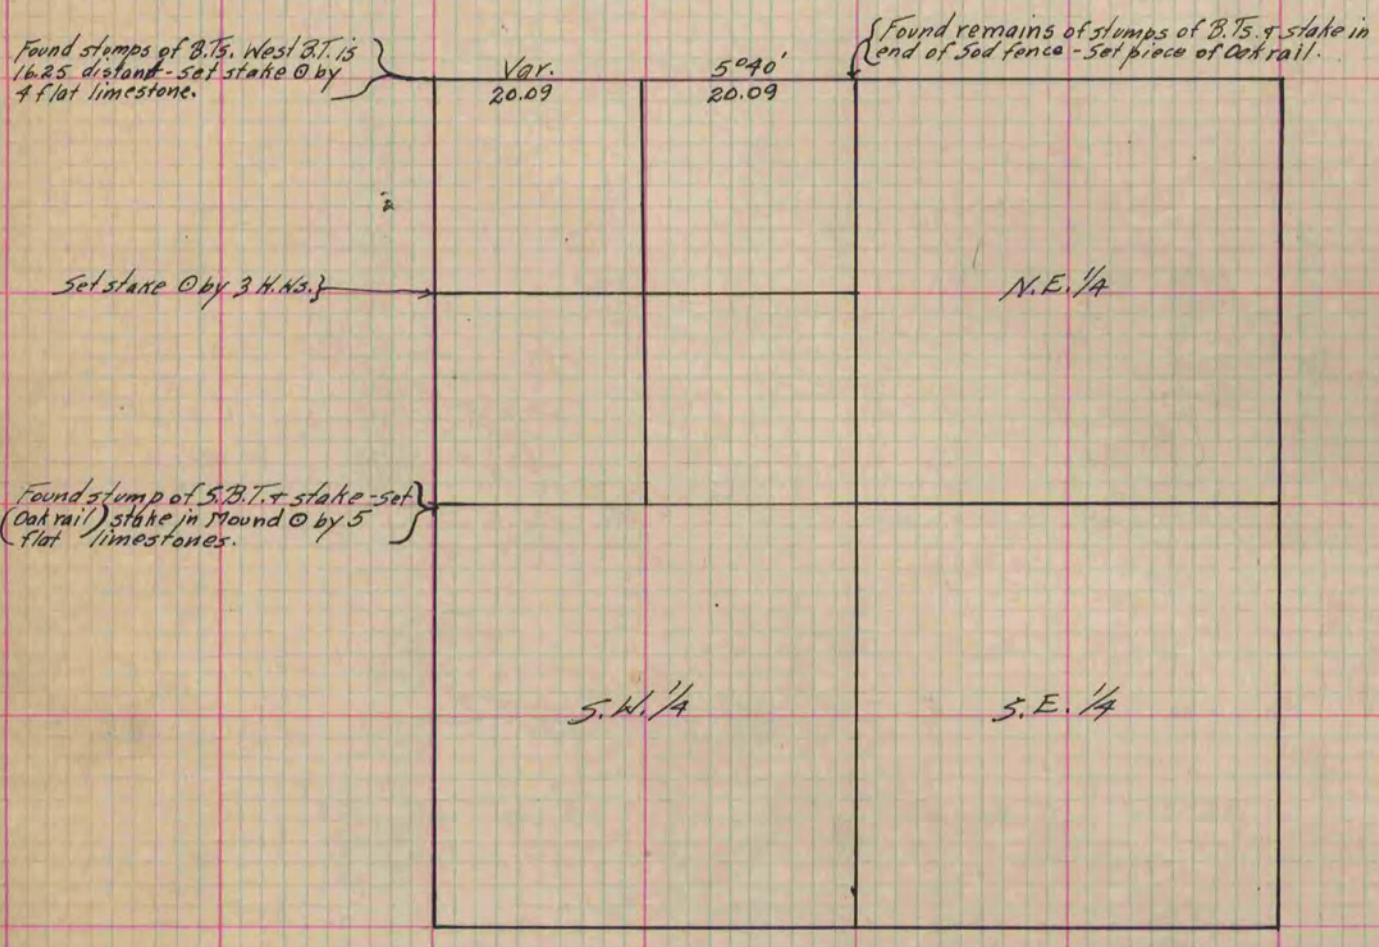 Found stumps of B.Ts. West B.T. is
16.25 distant - set stake ⊙ by
4 flat limestone.
Var. 5°40'
20.09 20.09
{Found remains of stumps of B.Ts. & stake in
end of Sod fence - Set piece of Oak rail.
Set stake ⊙ by 3 H.Hs.}
N.E. 1/4
Found stump of S.B.T. & stake - set
(Oak rail) stake in Mound ⊙ by 5
flat limestones.
S.W. 1/4
S.E. 1/4